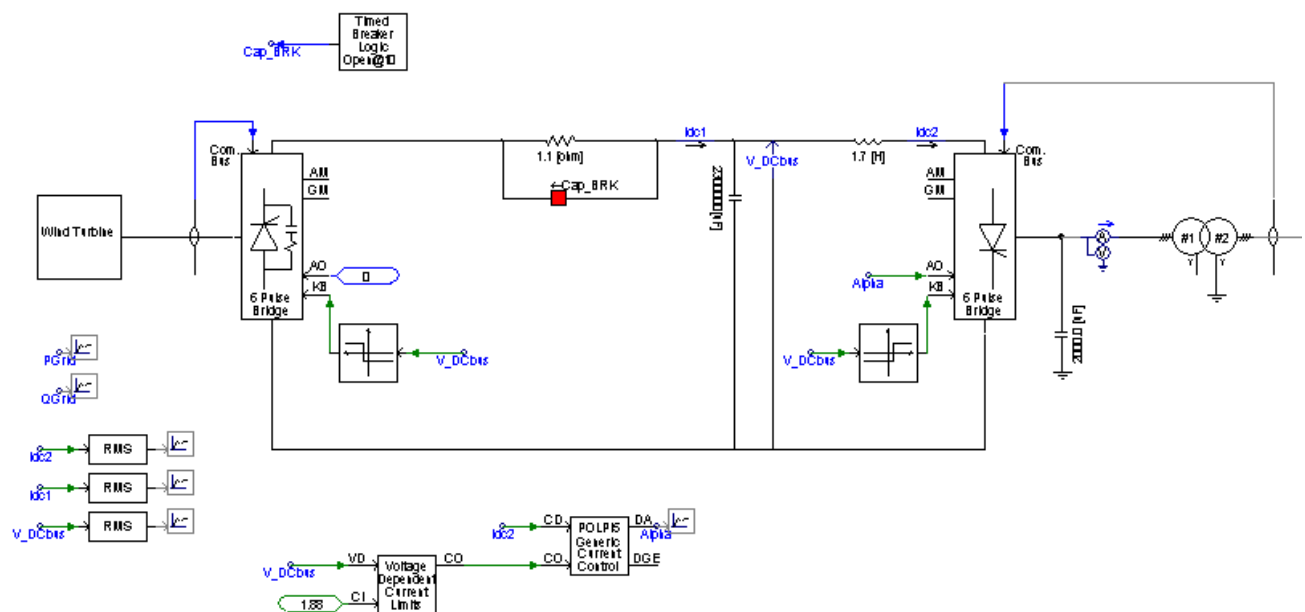 Timed
Breaker
Logic
Open@t0
Cap_BRK
Com.
Bus
AM
GM
AO
KB
6 Pulse
Bridge
Wind Turbine
0
V_DCbus
1.1 [ohm]
Cap_BRK
Idc1
V_DCbus
1.7 [H]
Idc2
Com.
Bus
AM
GM
AO
KB
6 Pulse
Bridge
Alpha
V_DCbus
A
V
#1
#2
Y
Y
PGrid
QGrid
Idc2
RMS
Idc1
RMS
V_DCbus
RMS
V_DCbus
VD
CI
CO
1.88
Voltage
Dependent
Current
Limits
Idc2
CD
CO
POLPI5
Generic
Current
Control
DA
DGE
Alpha